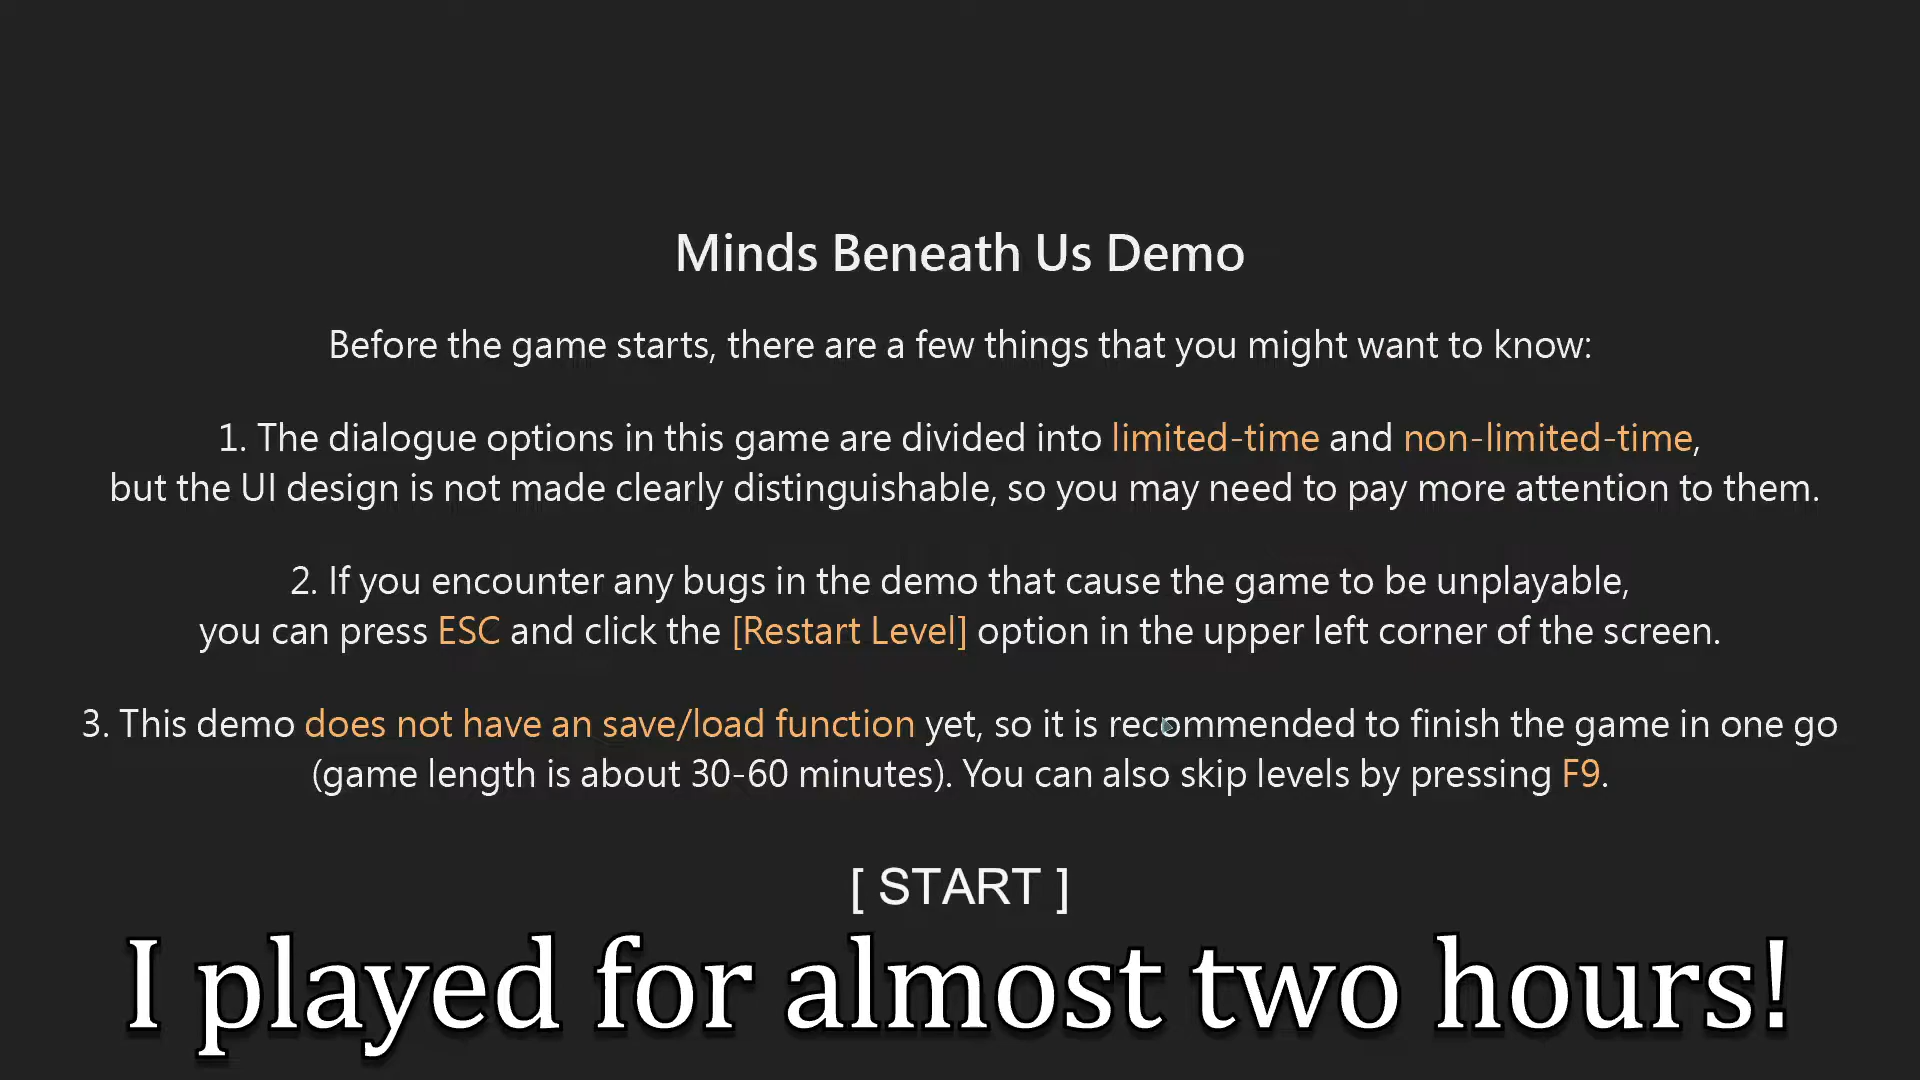 Minds Beneath Us Demo
Before the game starts, there are a few things that you might want to know:
1. The dialogue options in this game are divided into limited-time and non-limited-time,
but the UI design is not made clearly distinguishable, so you may need to pay more attention to them.
2. If you encounter any bugs in the demo that cause the game to be unplayable,
you can press ESC and click the [Restart Level] option in the upper left corner of the screen.
3. This demo does not have an save/load function yet, so it is recommended to finish the game in one go
(game length is about 30-60 minutes). You can also skip levels by pressing F9.
[ START ]
I played for almost two hours!